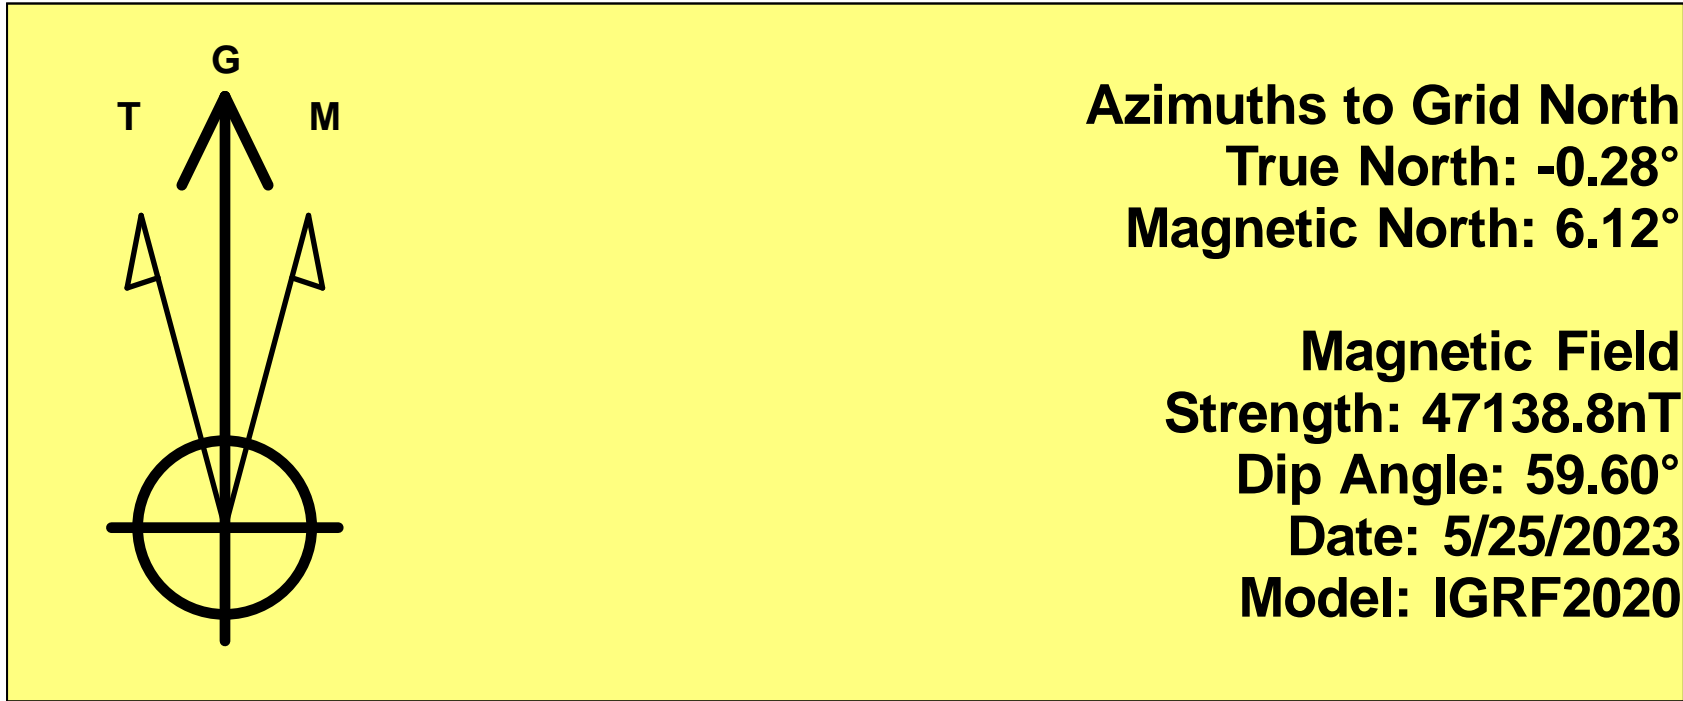 G
T
M
Azimuths to Grid North
True North: -0.28°
Magnetic North: 6.12°
Magnetic Field
Strength: 47138.8nT
Dip Angle: 59.60°
Date: 5/25/2023
Model: IGRF2020